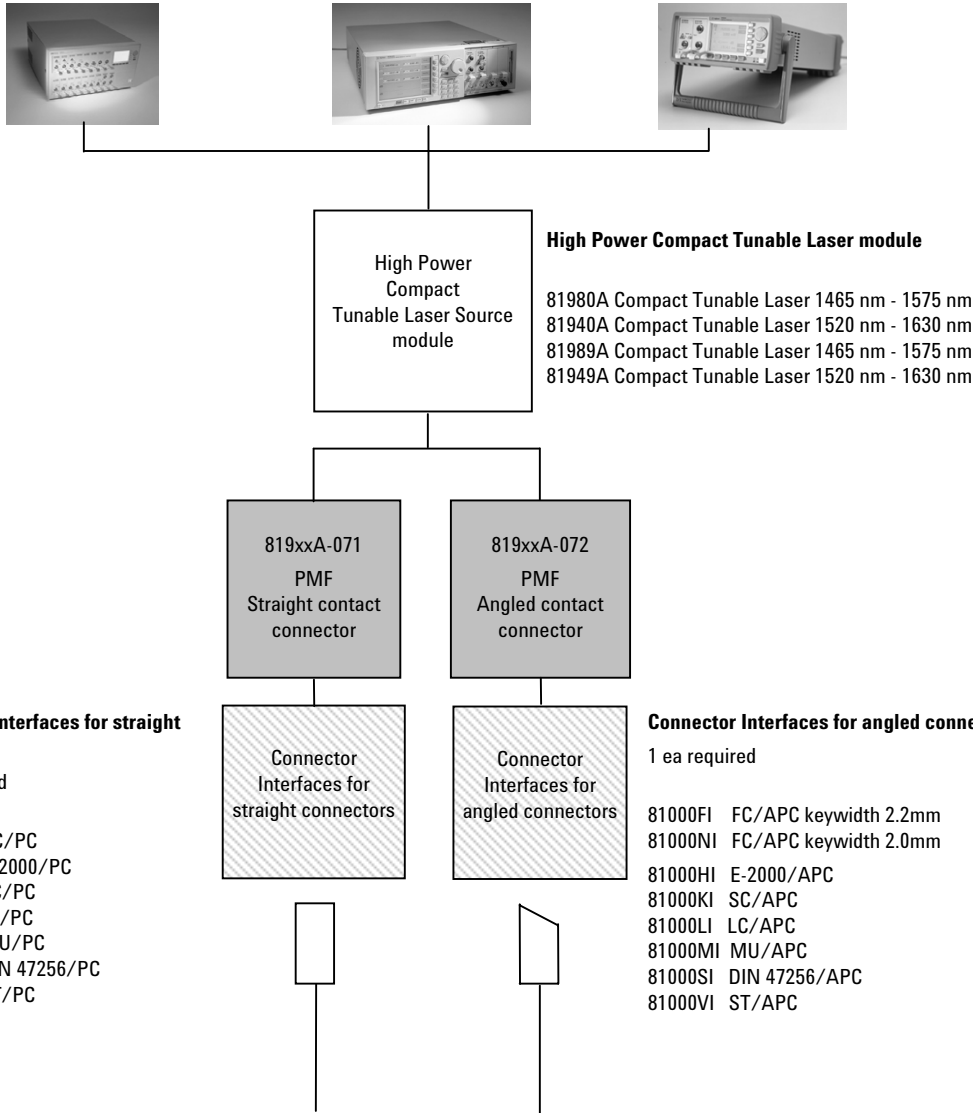 High Power
Compact
Tunable Laser Source
module
High Power Compact Tunable Laser module
81980A Compact Tunable Laser 1465 nm - 1575 nm
81940A Compact Tunable Laser 1520 nm - 1630 nm
81989A Compact Tunable Laser 1465 nm - 1575 nm
81949A Compact Tunable Laser 1520 nm - 1630 nm
819xxA-071
PMF
Straight contact
connector
819xxA-072
PMF
Angled contact
connector
nterfaces for straight
d
C/PC
2000/PC
C/PC
/PC
U/PC
N 47256/PC
T/PC
Connector
Interfaces for
straight connectors
Connector
Interfaces for
angled connectors
Connector Interfaces for angled conne
1 ea required
81000FI FC/APC keywidth 2.2mm
81000NI FC/APC keywidth 2.0mm
81000HI E-2000/APC
81000KI SC/APC
81000LI LC/APC
81000MI MU/APC
81000SI DIN 47256/APC
81000VI ST/APC